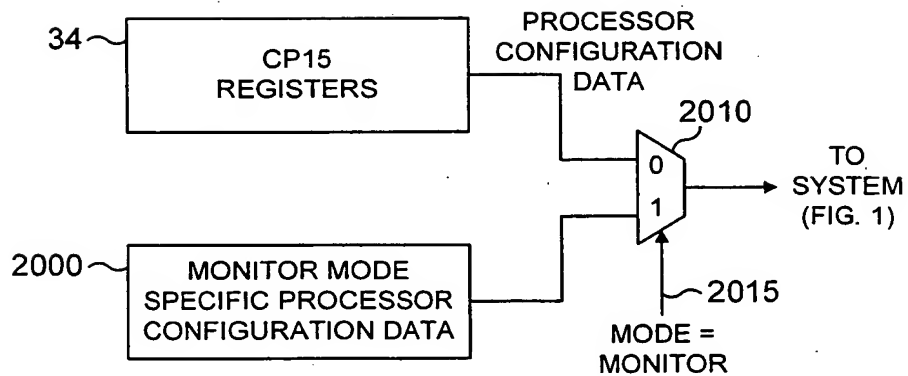 34
CP15
REGISTERS
PROCESSOR
CONFIGURATION
DATA
2010
0
1
TO
SYSTEM
(FIG. 1)
2000
MONITOR MODE
SPECIFIC PROCESSOR
CONFIGURATION DATA
2015
MODE =
MONITOR